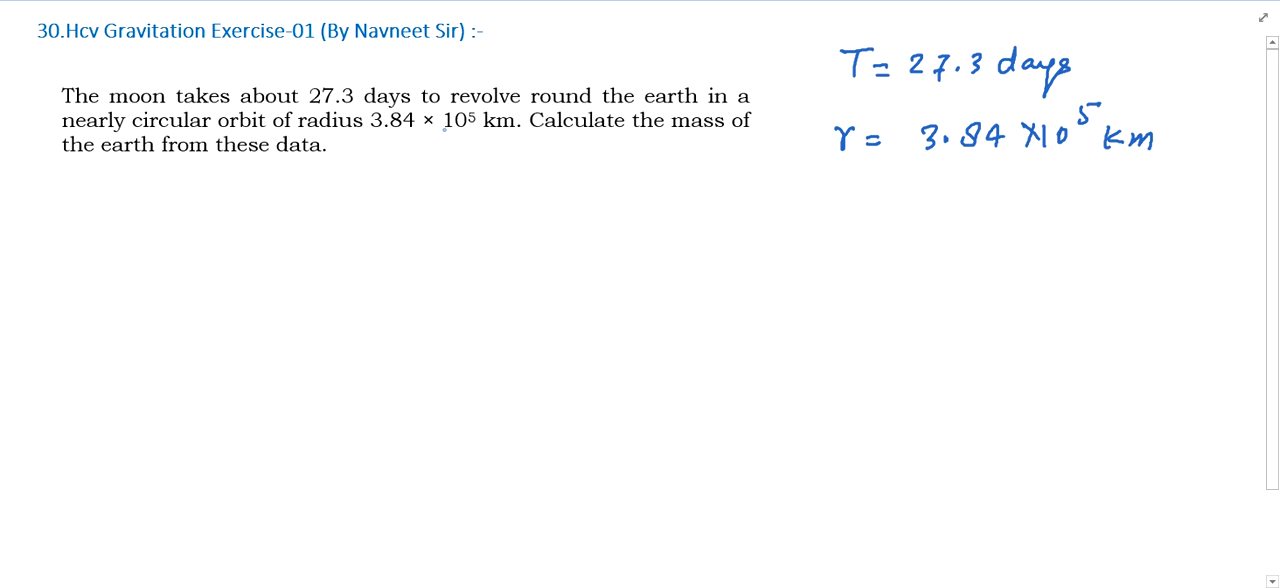 30.Hcv Gravitation Exercise-01 (By Navneet Sir) :-
The moon takes about 27.3 days to revolve round the earth in a
nearly circular orbit of radius 3.84 × 10⁵ km. Calculate the mass of
the earth from these data.
T = 27.3 days
r = 3.84 × 10⁵ km